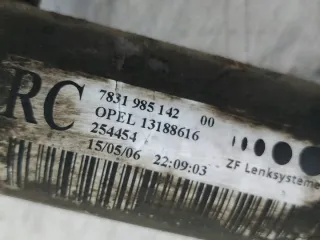 RC
7831 985 142 00
OPEL 13188616
254454
15/05/06 22:09:03
ZF Lenksysteme